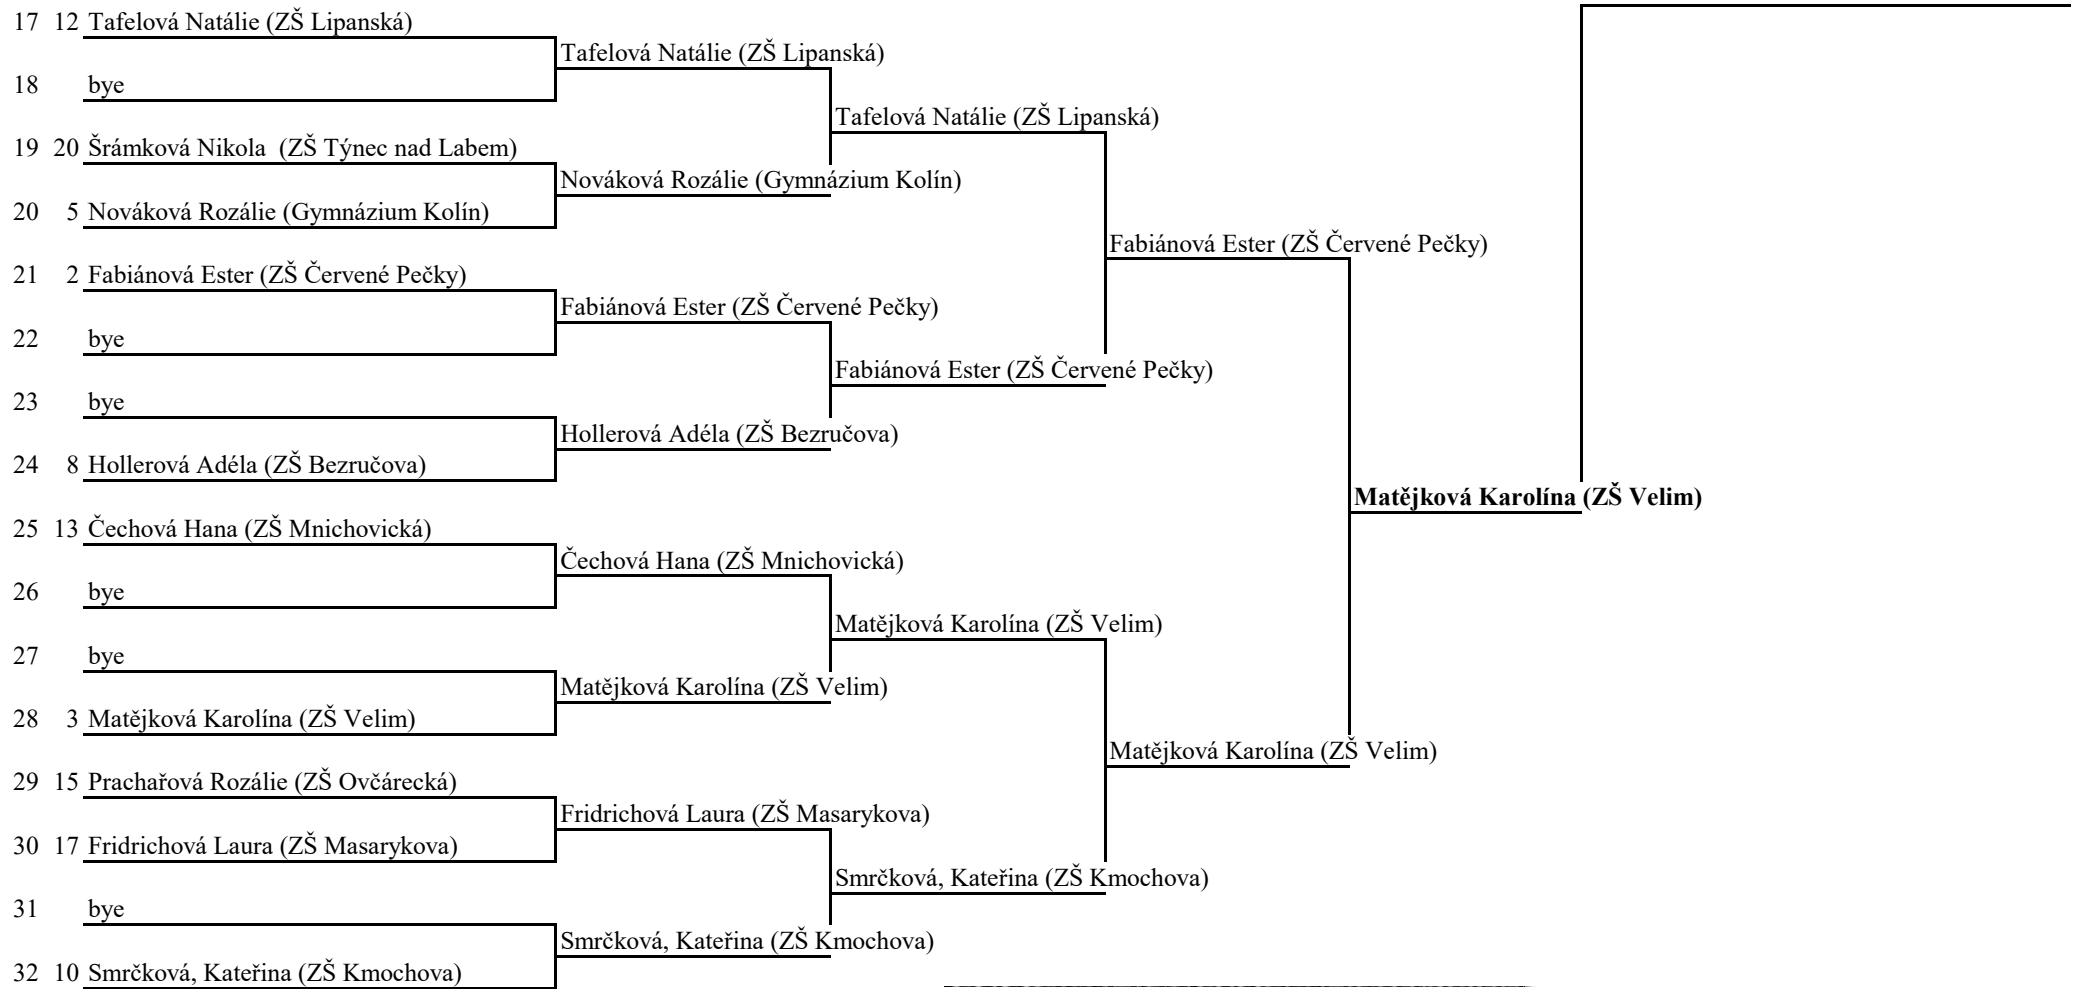 17 12 Tafelová Natálie (ZŠ Lipanská)
Tafelová Natálie (ZŠ Lipanská)
18 bye
Tafelová Natálie (ZŠ Lipanská)
19 20 Šrámková Nikola  (ZŠ Týnec nad Labem)
Nováková Rozálie (Gymnázium Kolín)
20 5 Nováková Rozálie (Gymnázium Kolín)
Fabiánová Ester (ZŠ Červené Pečky)
21 2 Fabiánová Ester (ZŠ Červené Pečky)
Fabiánová Ester (ZŠ Červené Pečky)
22 bye
Fabiánová Ester (ZŠ Červené Pečky)
23 bye
Hollerová Adéla (ZŠ Bezručova)
24 8 Hollerová Adéla (ZŠ Bezručova)
Matějková Karolína (ZŠ Velim)
25 13 Čechová Hana (ZŠ Mnichovická)
Čechová Hana (ZŠ Mnichovická)
26 bye
Matějková Karolína (ZŠ Velim)
27 bye
Matějková Karolína (ZŠ Velim)
28 3 Matějková Karolína (ZŠ Velim)
Matějková Karolína (ZŠ Velim)
29 15 Prachařová Rozálie (ZŠ Ovčárecká)
Fridrichová Laura (ZŠ Masarykova)
30 17 Fridrichová Laura (ZŠ Masarykova)
Smrčková, Kateřina (ZŠ Kmochova)
31 bye
Smrčková, Kateřina (ZŠ Kmochova)
32 10 Smrčková, Kateřina (ZŠ Kmochova)